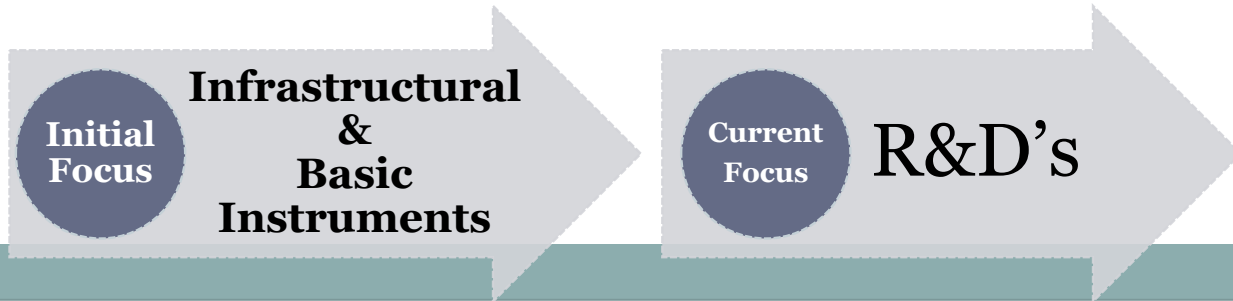 Initial
Focus
Infrastructural
&
Basic
Instruments
Current
Focus
R&D’s